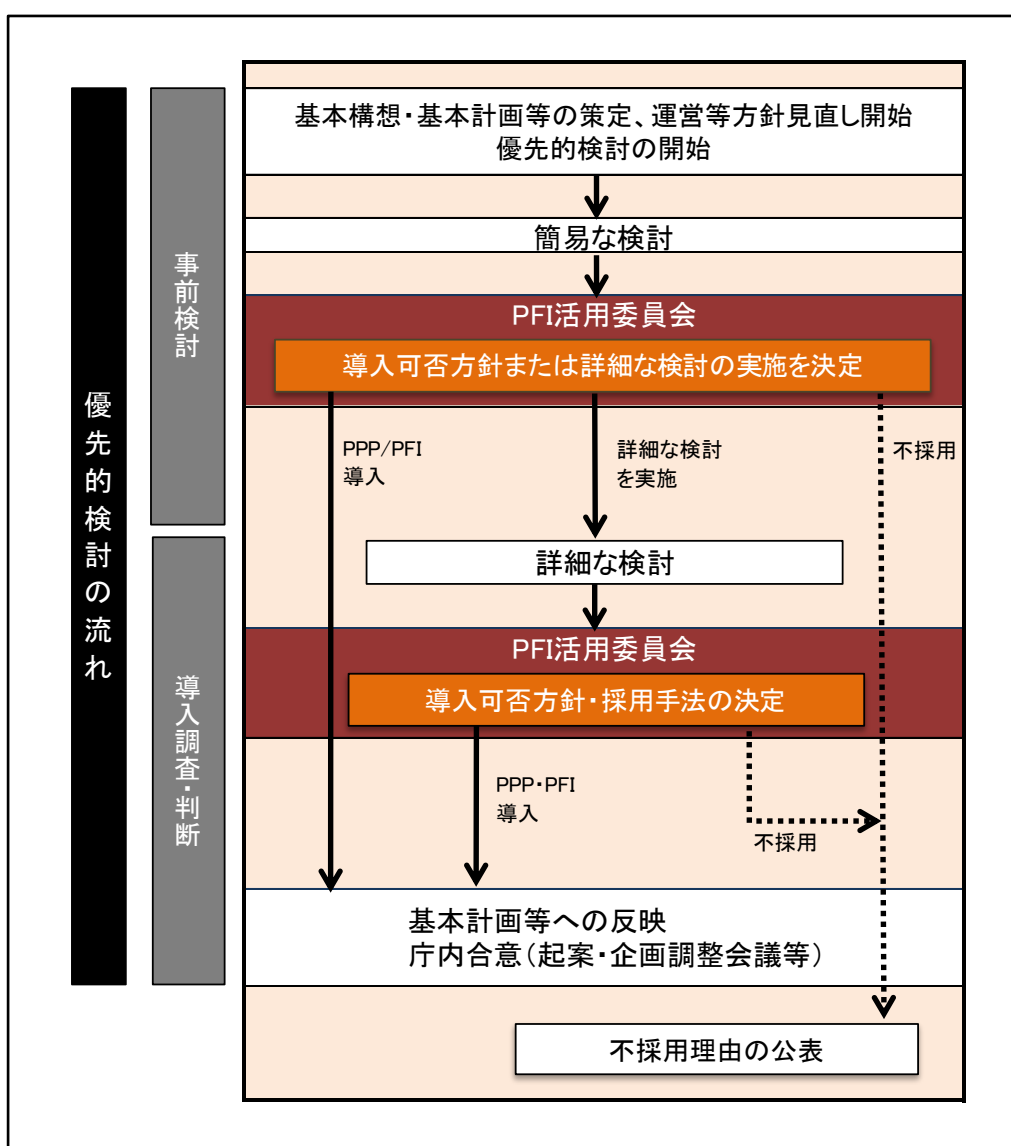 優先的検討の流れ
事前検討
導入調査・判断
基本構想・基本計画等の策定、運営等方針見直し開始
優先的検討の開始
簡易な検討
PFI活用委員会
導入可否方針または詳細な検討の実施を決定
PPP/PFI
導入
詳細な検討
を実施
不採用
詳細な検討
PFI活用委員会
導入可否方針・採用手法の決定
PPP・PFI
導入
不採用
基本計画等への反映
庁内合意（起案・企画調整会議等）
不採用理由の公表